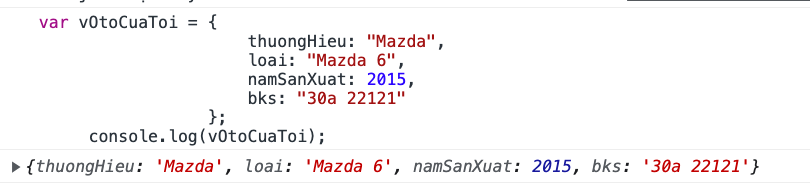 var vOtoCuaToi = {
thuongHieu: "Mazda",
loai: "Mazda 6",
namSanXuat: 2015,
bks: "30a 22121"
};
console.log(vOtoCuaToi);
{thuongHieu: 'Mazda', loai: 'Mazda 6', namSanXuat: 2015, bks: '30a 22121'}